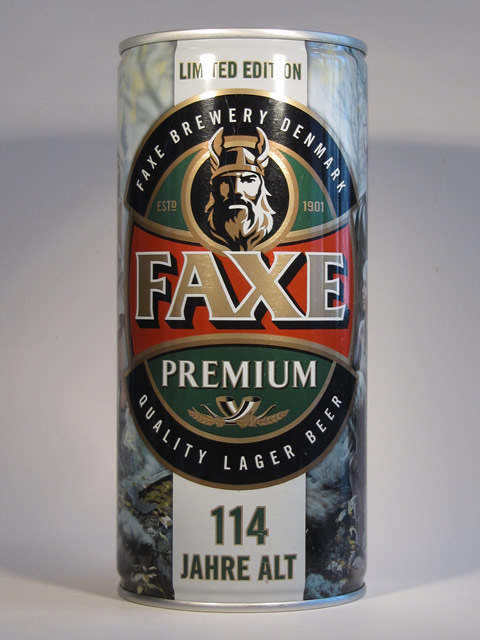 LIMITED EDITION
FAXE BREWERY DENMARK
ESTD 1901
FAXE
PREMIUM
QUALITY LAGER BEER
114
JAHRE ALT